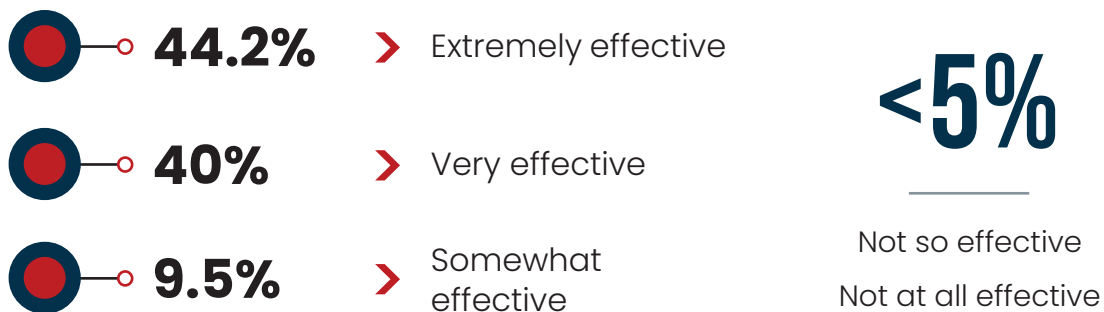 44.2% Extremely effective
40% Very effective
9.5% Somewhat
effective
<5%
Not so effective
Not at all effective